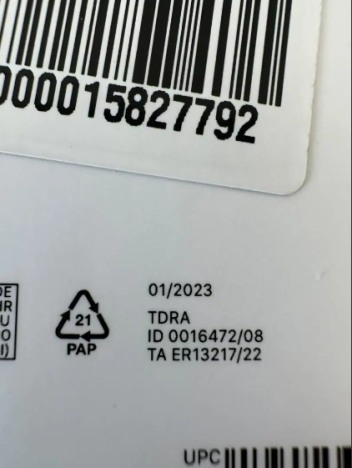 000015827792
01/2023
TDRA
21
ID 0016472/08
PAP
TA ER13217/22
UPC